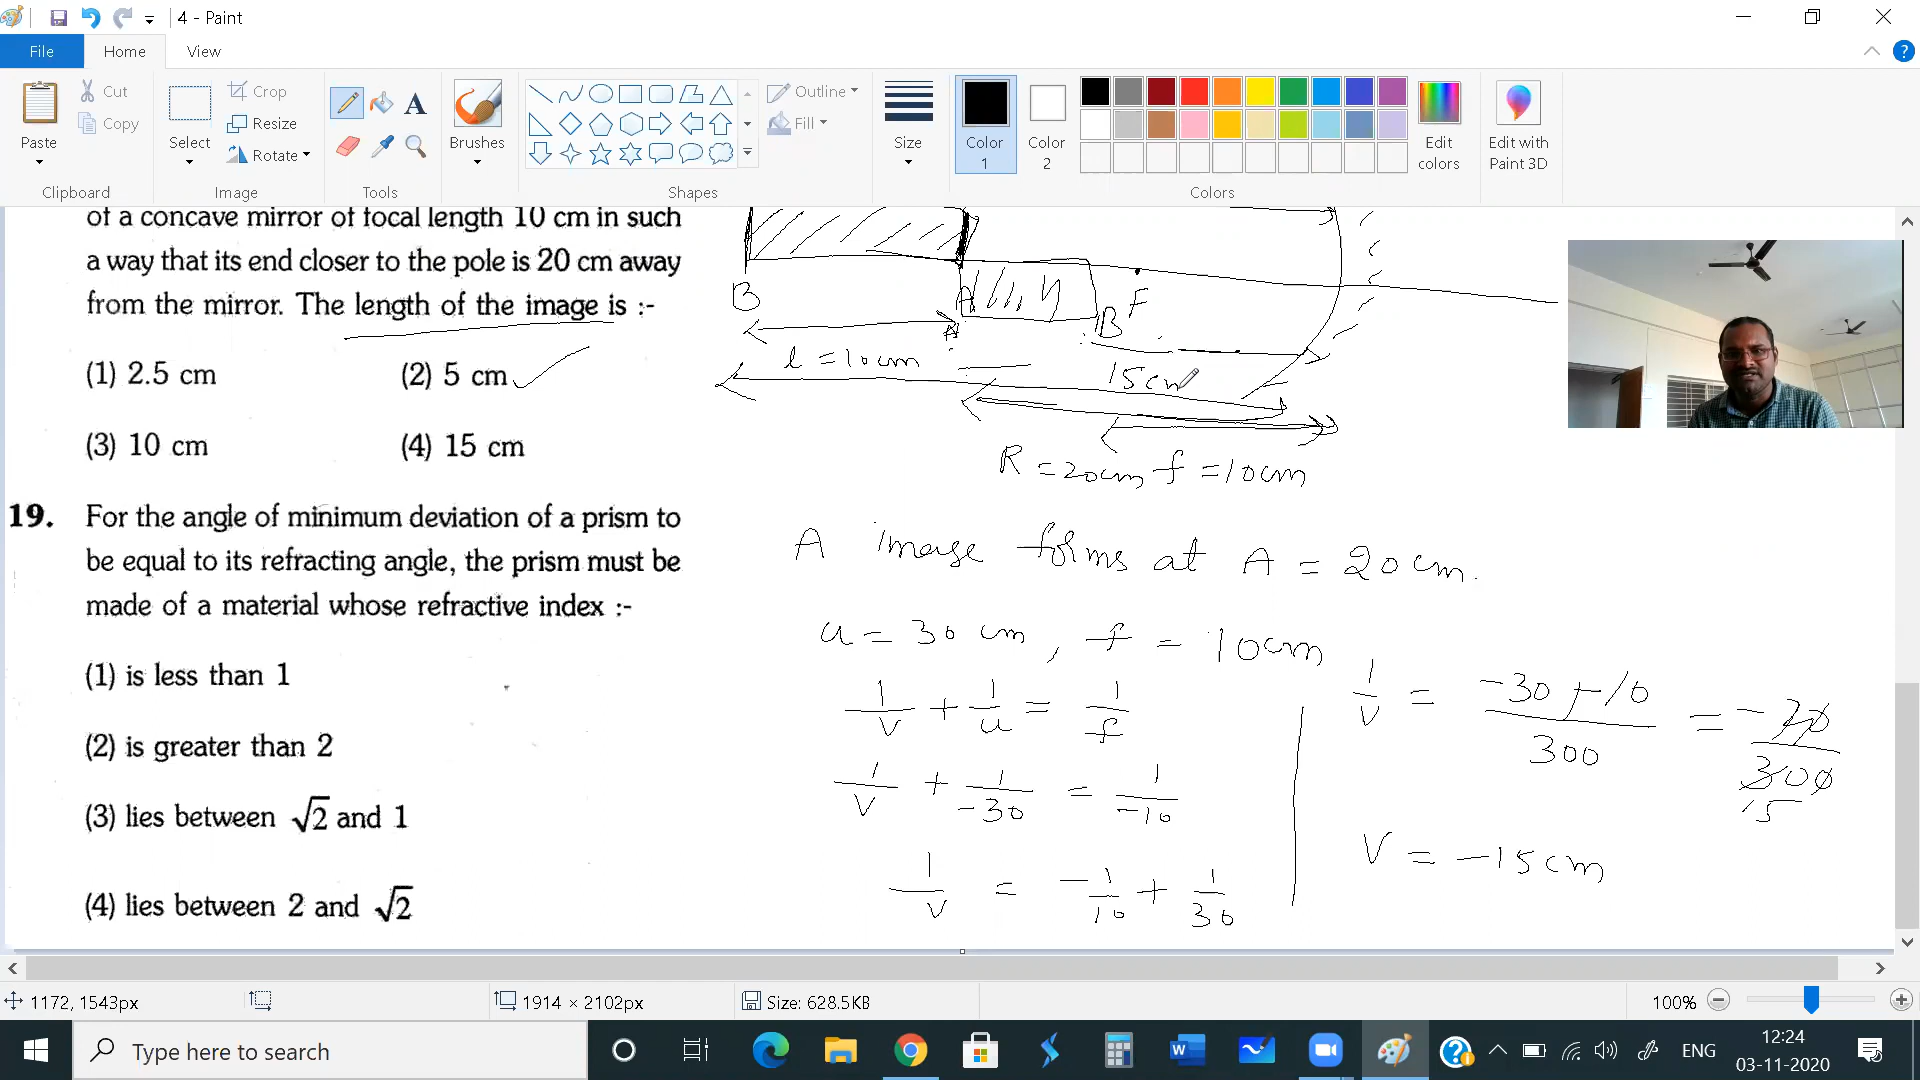 4 - Paint
File
Home
View
Paste
Cut
Copy
Clipboard
Select
Crop
Resize
Rotate
Image
Tools
Brushes
Shapes
Outline
Fill
Size
Color 1
Color 2
Colors
Edit colors
Edit with Paint 3D
of a concave mirror of focal length 10 cm in such
a way that its end closer to the pole is 20 cm away
from the mirror. The length of the image is :-
(1) 2.5 cm
(2) 5 cm
(3) 10 cm
(4) 15 cm
19. For the angle of minimum deviation of a prism to
be equal to its refracting angle, the prism must be
made of a material whose refractive index :-
(1) is less than 1
(2) is greater than 2
(3) lies between √2 and 1
(4) lies between 2 and √2
B
A
A
B
F
l = 10cm
15cm
R = 20cm f = 10cm
A image forms at A = 20cm.
u = 30 cm, f = 10cm
1/v + 1/u = 1/f
1/v + 1/-30 = 1/-10
1/v = -1/10 + 1/30
1/v = -30 +10/300 = -20/300
15
V = -15cm
1172, 1543px
1914 × 2102px
Size: 628.5KB
100%
Type here to search
ENG
12:24
03-11-2020